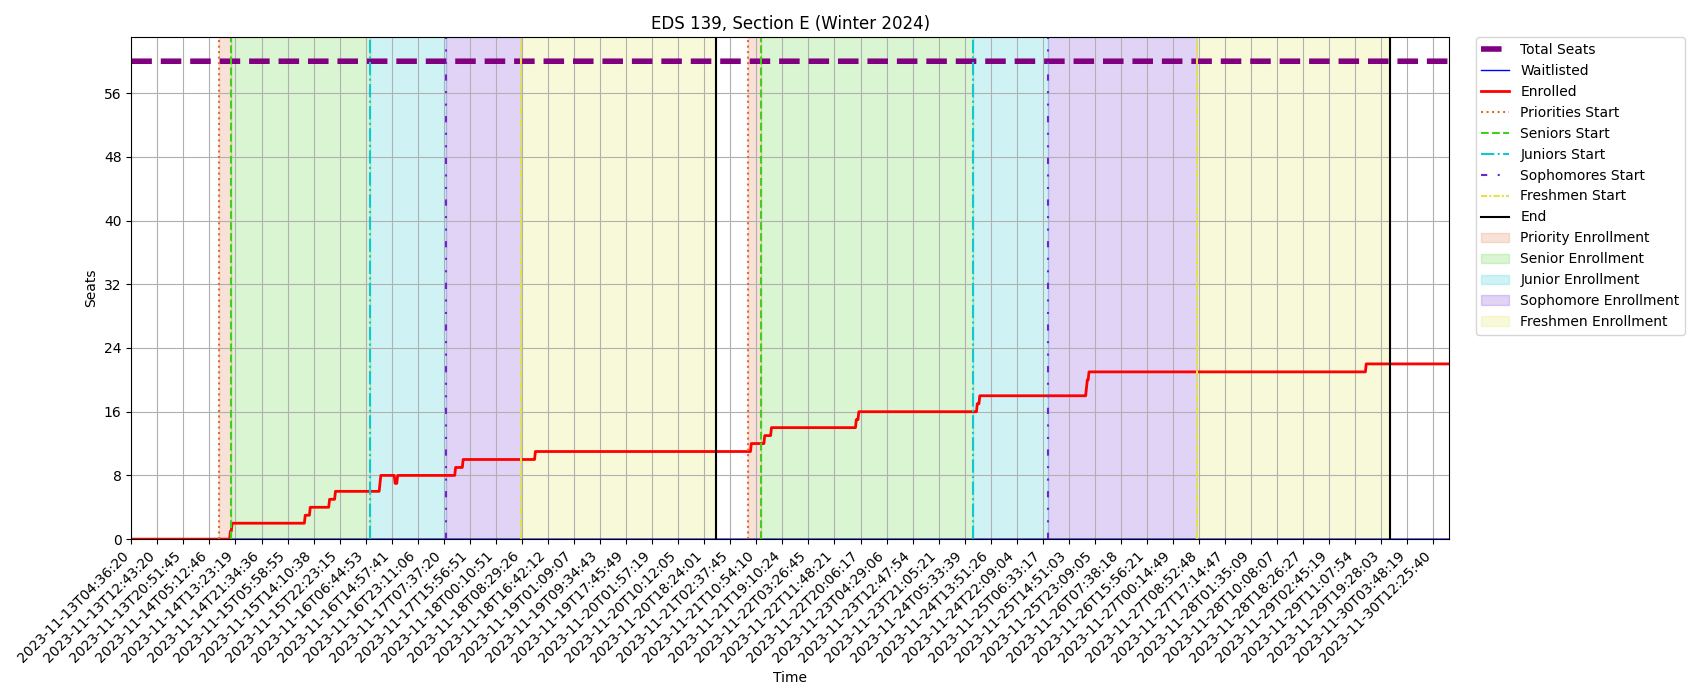 EDS 139, Section E (Winter 2024)
Total Seats
Waitlisted
Enrolled
Priorities Start
Seniors Start
Juniors Start
Sophomores Start
Freshmen Start
End
Priority Enrollment
Senior Enrollment
Junior Enrollment
Sophomore Enrollment
Freshmen Enrollment
Seats
56
48
40
32
24
16
8
0
2023-11-13T04:36:20
2023-11-13T12:43:20
2023-11-13T20:51:45
2023-11-14T05:12:46
2023-11-14T13:23:19
2023-11-14T21:34:36
2023-11-15T05:58:55
2023-11-15T14:10:38
2023-11-15T22:23:15
2023-11-16T06:44:53
2023-11-16T14:57:41
2023-11-16T23:11:06
2023-11-17T07:37:20
2023-11-17T15:56:51
2023-11-18T00:10:51
2023-11-18T08:29:26
2023-11-18T16:42:12
2023-11-19T01:09:07
2023-11-19T09:34:43
2023-11-19T17:45:49
2023-11-20T01:57:19
2023-11-20T10:12:05
2023-11-20T18:24:01
2023-11-21T02:37:45
2023-11-21T10:54:10
2023-11-21T19:10:24
2023-11-22T03:26:45
2023-11-22T11:48:21
2023-11-22T20:06:17
2023-11-23T04:29:06
2023-11-23T12:47:54
2023-11-23T21:05:21
2023-11-24T05:33:39
2023-11-24T13:51:26
2023-11-24T22:09:04
2023-11-25T06:33:17
2023-11-25T14:51:03
2023-11-25T23:09:05
2023-11-26T07:38:18
2023-11-26T15:56:21
2023-11-27T00:14:49
2023-11-27T08:52:48
2023-11-27T17:14:47
2023-11-28T01:35:09
2023-11-28T10:08:07
2023-11-28T18:26:27
2023-11-29T02:45:19
2023-11-29T11:07:54
2023-11-29T19:28:03
2023-11-30T03:48:19
2023-11-30T12:25:40
Time